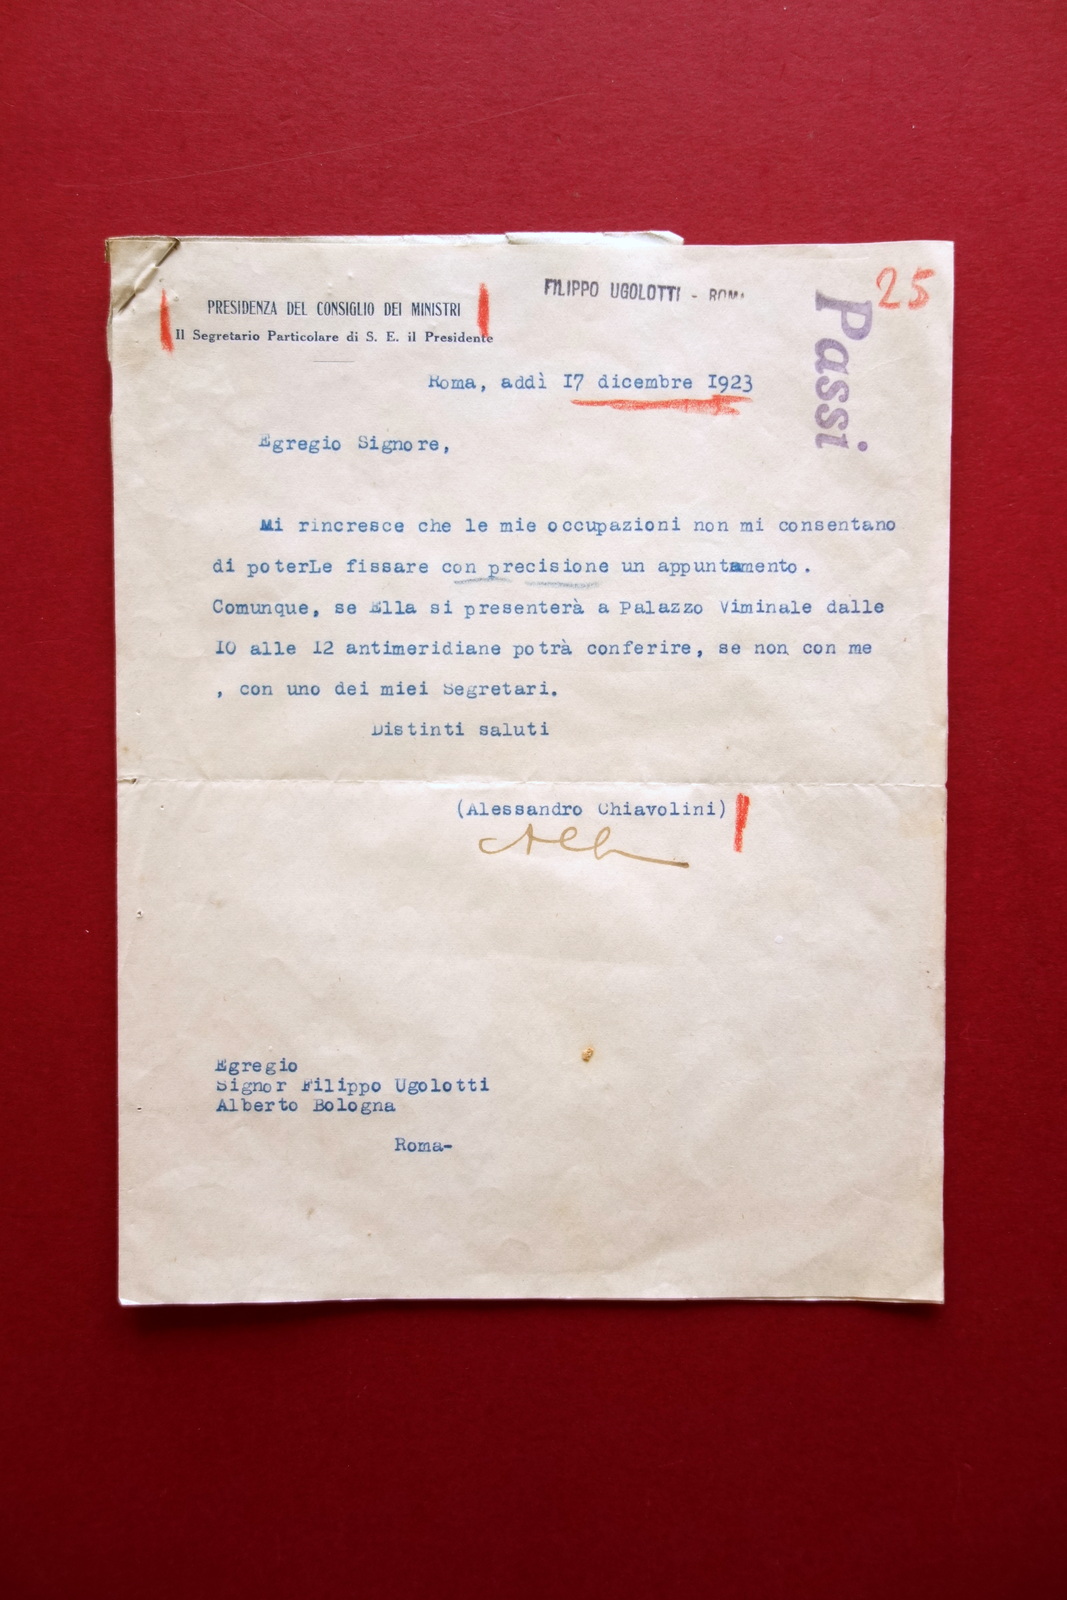 FILIPPO UGOLOTTI - ROMA
25
Passi
PRESIDENZA DEL CONSIGLIO DEI MINISTRI
Il Segretario Particolare di S. E. il Presidente
Roma, addì 17 dicembre 1923
Egregio Signore,
Mi rincresce che le mie occupazioni non mi consentano
di poterLe fissare con precisione un appuntamento.
Comunque, se Ella si presenterà a Palazzo Viminale dalle
10 alle 12 antimeridiane potrà conferire, se non con me
, con uno dei miei Segretari.
Distinti saluti
(Alessandro Chiavolini)
Egregio
Signor Filippo Ugolotti
Alberto Bologna
Roma-